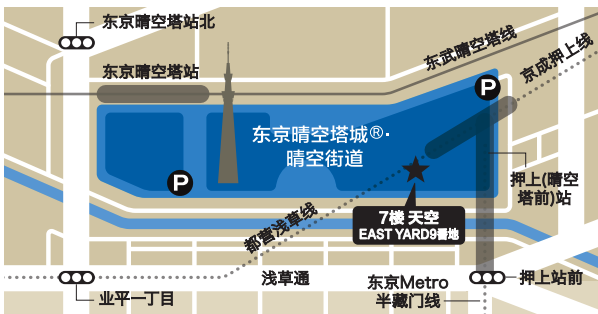 东京晴空塔站北
东武晴空塔线
京成押上线
东京晴空塔站
P
东京晴空塔城®·
晴空街道
P
押上(晴空
塔前)站
7楼 天空
EAST YARD9番地
都营浅草线
浅草通
东京Metro
半藏门线
押上站前
业平一丁目